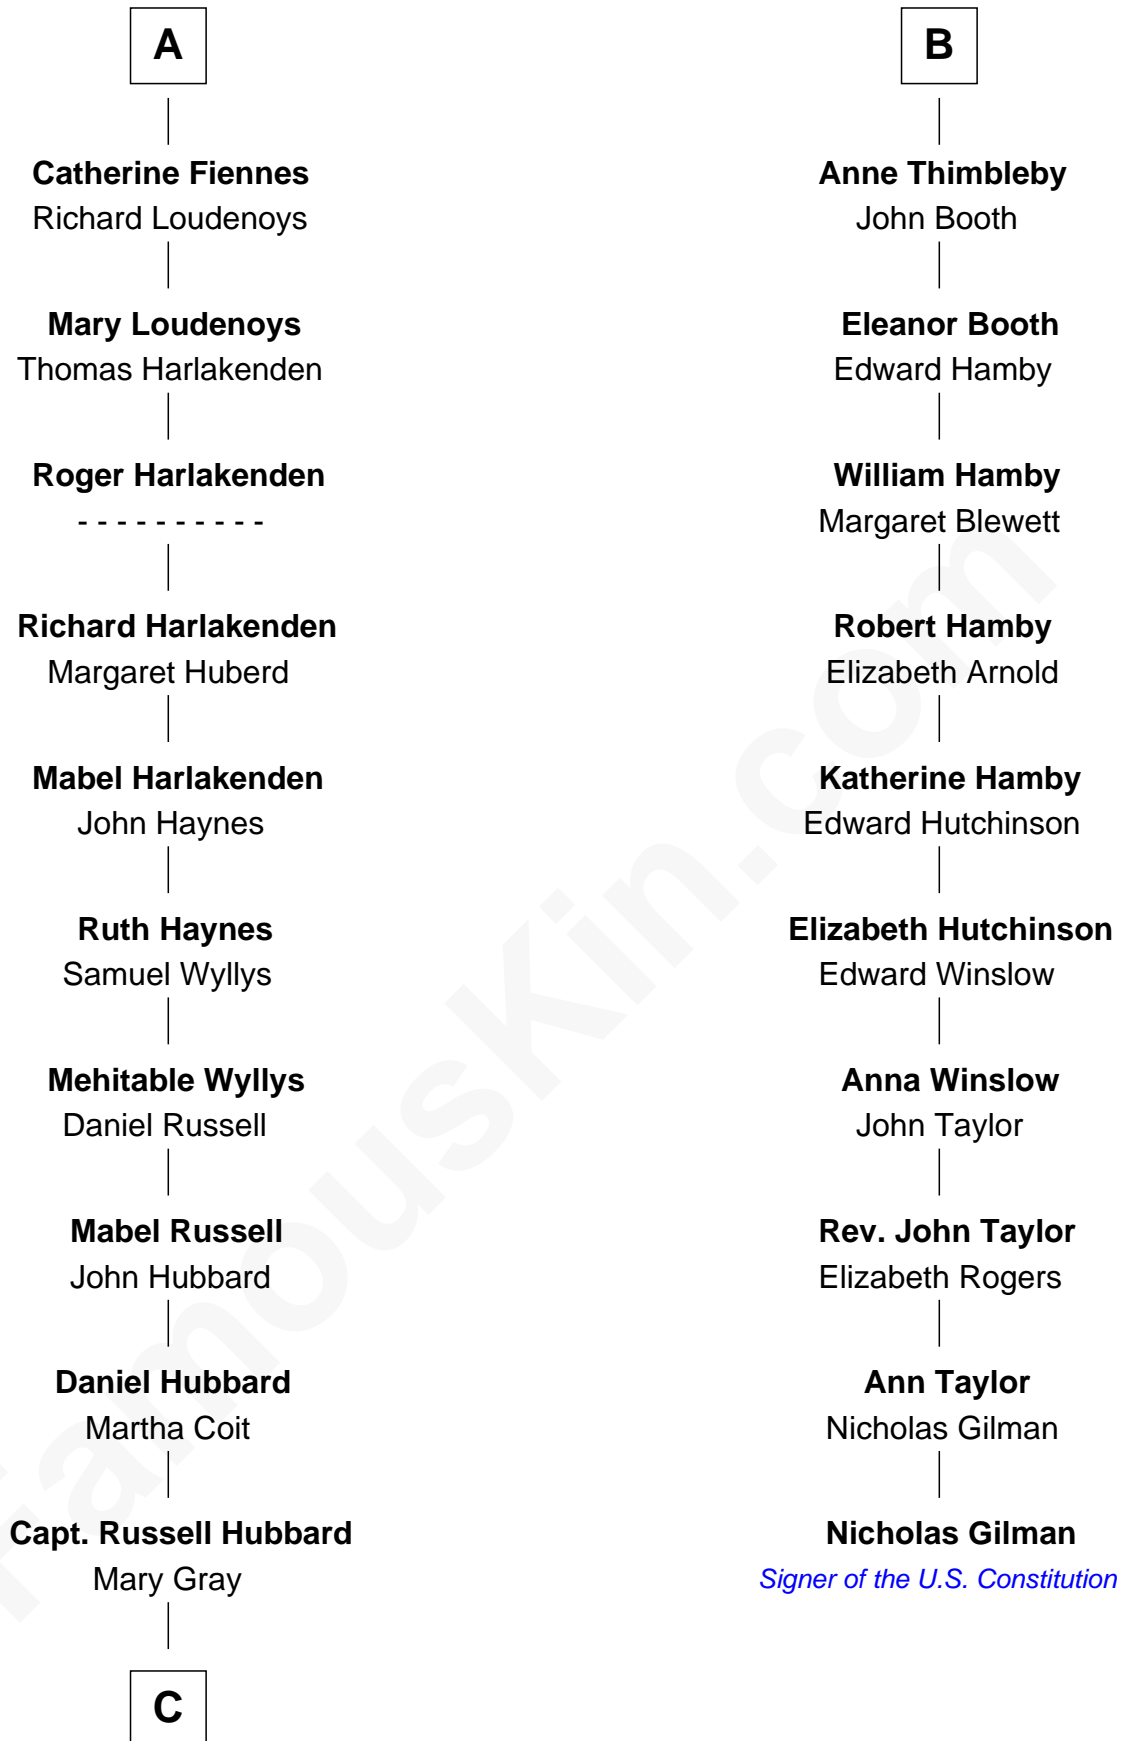 A
Catherine Fiennes
Richard Loudenoys
Mary Loudenoys
Thomas Harlakenden
Roger Harlakenden
- - - - - - - - - -
Richard Harlakenden
Margaret Huberd
Mabel Harlakenden
John Haynes
Ruth Haynes
Samuel Wyllys
Mehitable Wyllys
Daniel Russell
Mabel Russell
John Hubbard
Daniel Hubbard
Martha Coit
Capt. Russell Hubbard
Mary Gray
C
B
Anne Thimbleby
John Booth
Eleanor Booth
Edward Hamby
William Hamby
Margaret Blewett
Robert Hamby
Elizabeth Arnold
Katherine Hamby
Edward Hutchinson
Elizabeth Hutchinson
Edward Winslow
Anna Winslow
John Taylor
Rev. John Taylor
Elizabeth Rogers
Ann Taylor
Nicholas Gilman
Nicholas Gilman
Signer of the U.S. Constitution
FamousKin.com